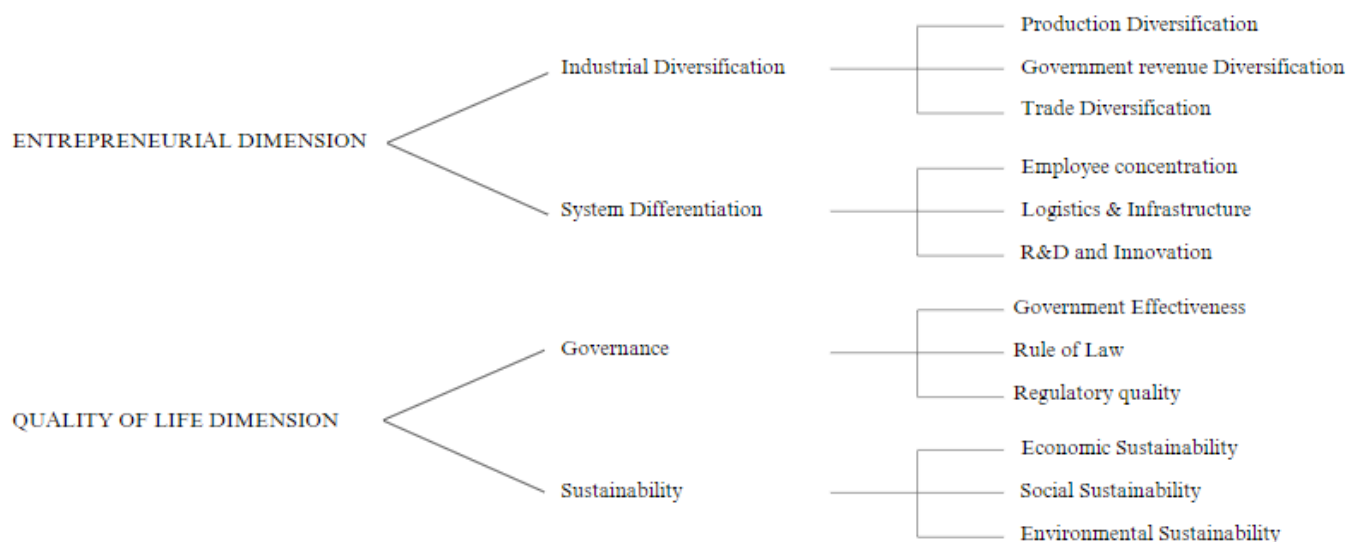 Production Diversification
Industrial Diversification
Government revenue Diversification
Trade Diversification
ENTREPRENEURIAL DIMENSION
Employee concentration
System Differentiation
Logistics & Infrastructure
R&D and Innovation
Government Effectiveness
Governance
Rule of Law
Regulatory quality
QUALITY OF LIFE DIMENSION
Economic Sustainability
Sustainability
Social Sustainability
Environmental Sustainability